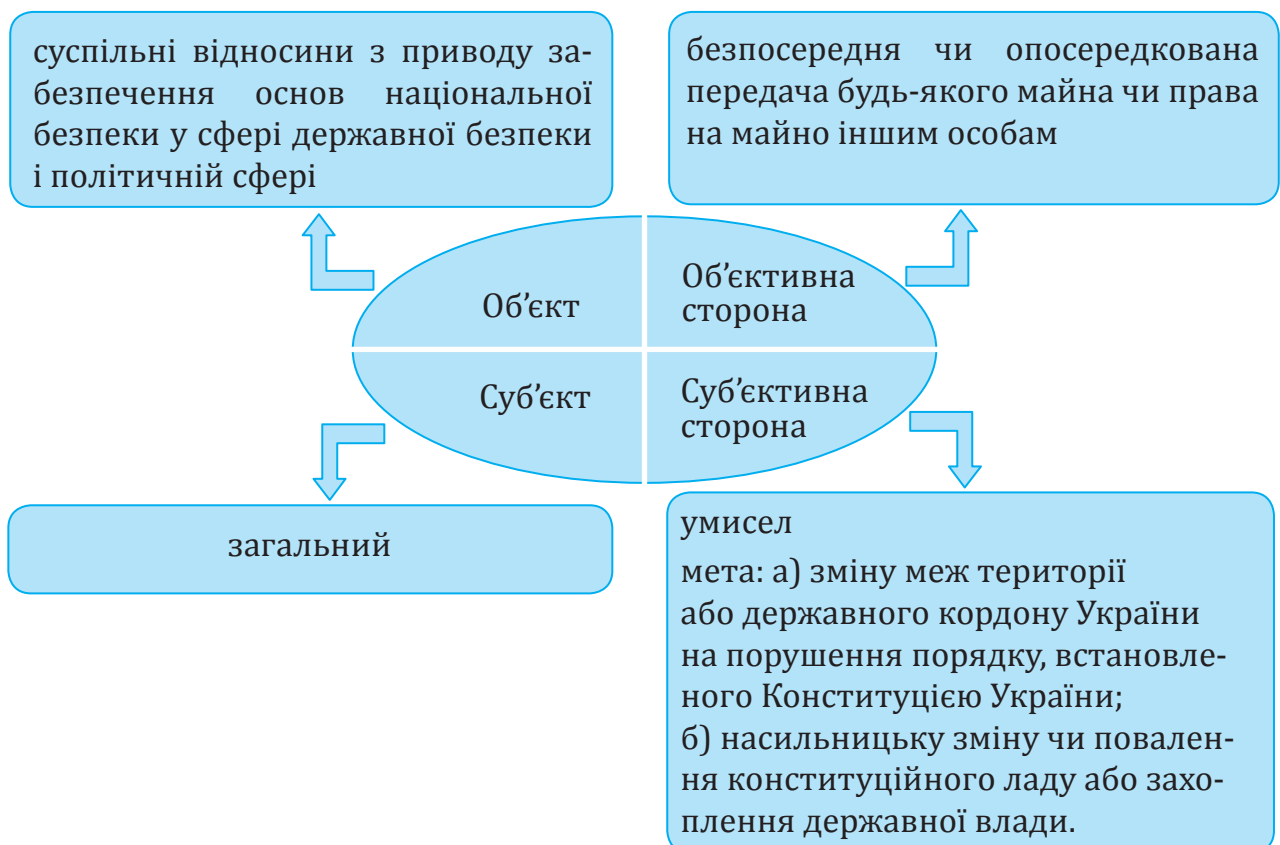 суспільні відносини з приводу за-
безпечення основ національної
безпеки у сфері державної безпеки
і політичній сфері
безпосередня чи опосередкована
передача будь-якого майна чи права
на майно іншим особам
Об’єкт
Об’єктивна
сторона
Суб’єкт
Суб’єктивна
сторона
загальний
умисел
мета: а) зміну меж території
або державного кордону України
на порушення порядку, встановле-
ного Конституцією України;
б) насильницьку зміну чи повален-
ня конституційного ладу або захо-
плення державної влади.